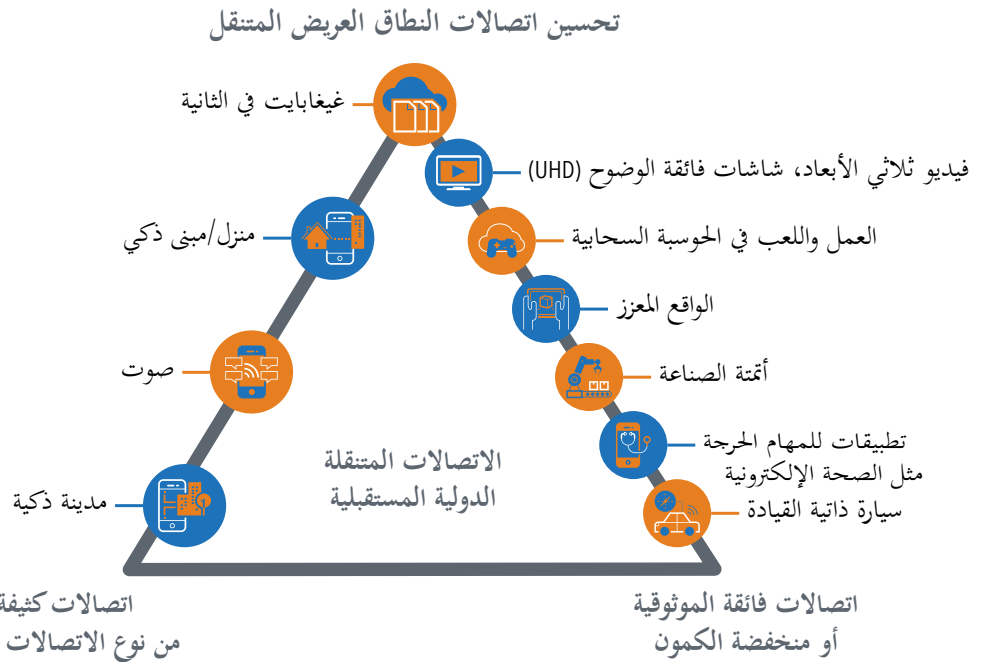 تحسين اتصالات النطاق العريض المتنقل
غيغابايت في الثانية
فيديو ثلاثي الأبعاد، شاشات فائقة الوضوح (UHD)
منزل/مبنى ذكي
العمل واللعب في الحوسبة السحابية
الواقع المعزز
صوت
أتمتة الصناعة
تطبيقات للمهام الحرجة
مثل الصحة الإلكترونية
الاتصالات المتنقلة
الدولية المستقبلية
مدينة ذكية
سيارة ذاتية القيادة
اتصالات فائقة الموثوقية
أو منخفضة الكمون
اتصالات كثيفة
من نوع الاتصالات